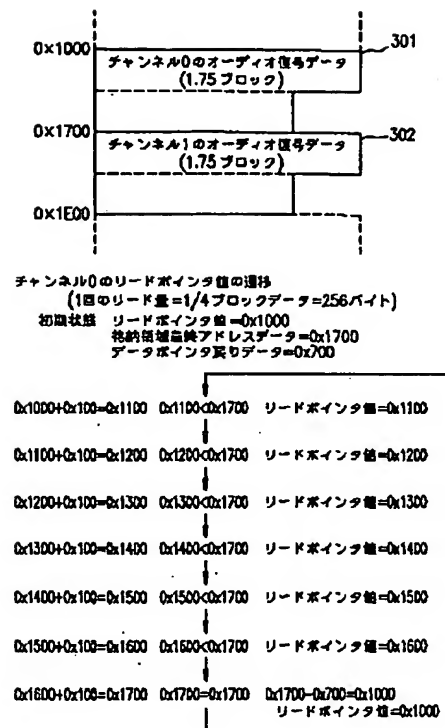 0x1000
301
チャンネル0のオーディオ復号データ
(1.75 ブロック)
0x1700
302
チャンネル1のオーディオ復号データ
(1.75 ブロック)
0x1E00
チャンネル0のリードポインタ値の遷移
(1回のリード量=1/4ブロックデータ=256バイト)
初期状態 リードポインタ値=0x1000
格納領域最終アドレスデータ=0x1700
データポインタ戻りデータ=0x700
0x1000+0x100=0x1100 0x1100<0x1700 リードポインタ値=0x1100
0x1100+0x100=0x1200 0x1200<0x1700 リードポインタ値=0x1200
0x1200+0x100=0x1300 0x1300<0x1700 リードポインタ値=0x1300
0x1300+0x100=0x1400 0x1400<0x1700 リードポインタ値=0x1400
0x1400+0x100=0x1500 0x1500<0x1700 リードポインタ値=0x1500
0x1500+0x100=0x1600 0x1600<0x1700 リードポインタ値=0x1600
0x1600+0x100=0x1700 0x1700=0x1700 0x1700-0x700=0x1000
リードポインタ値=0x1000